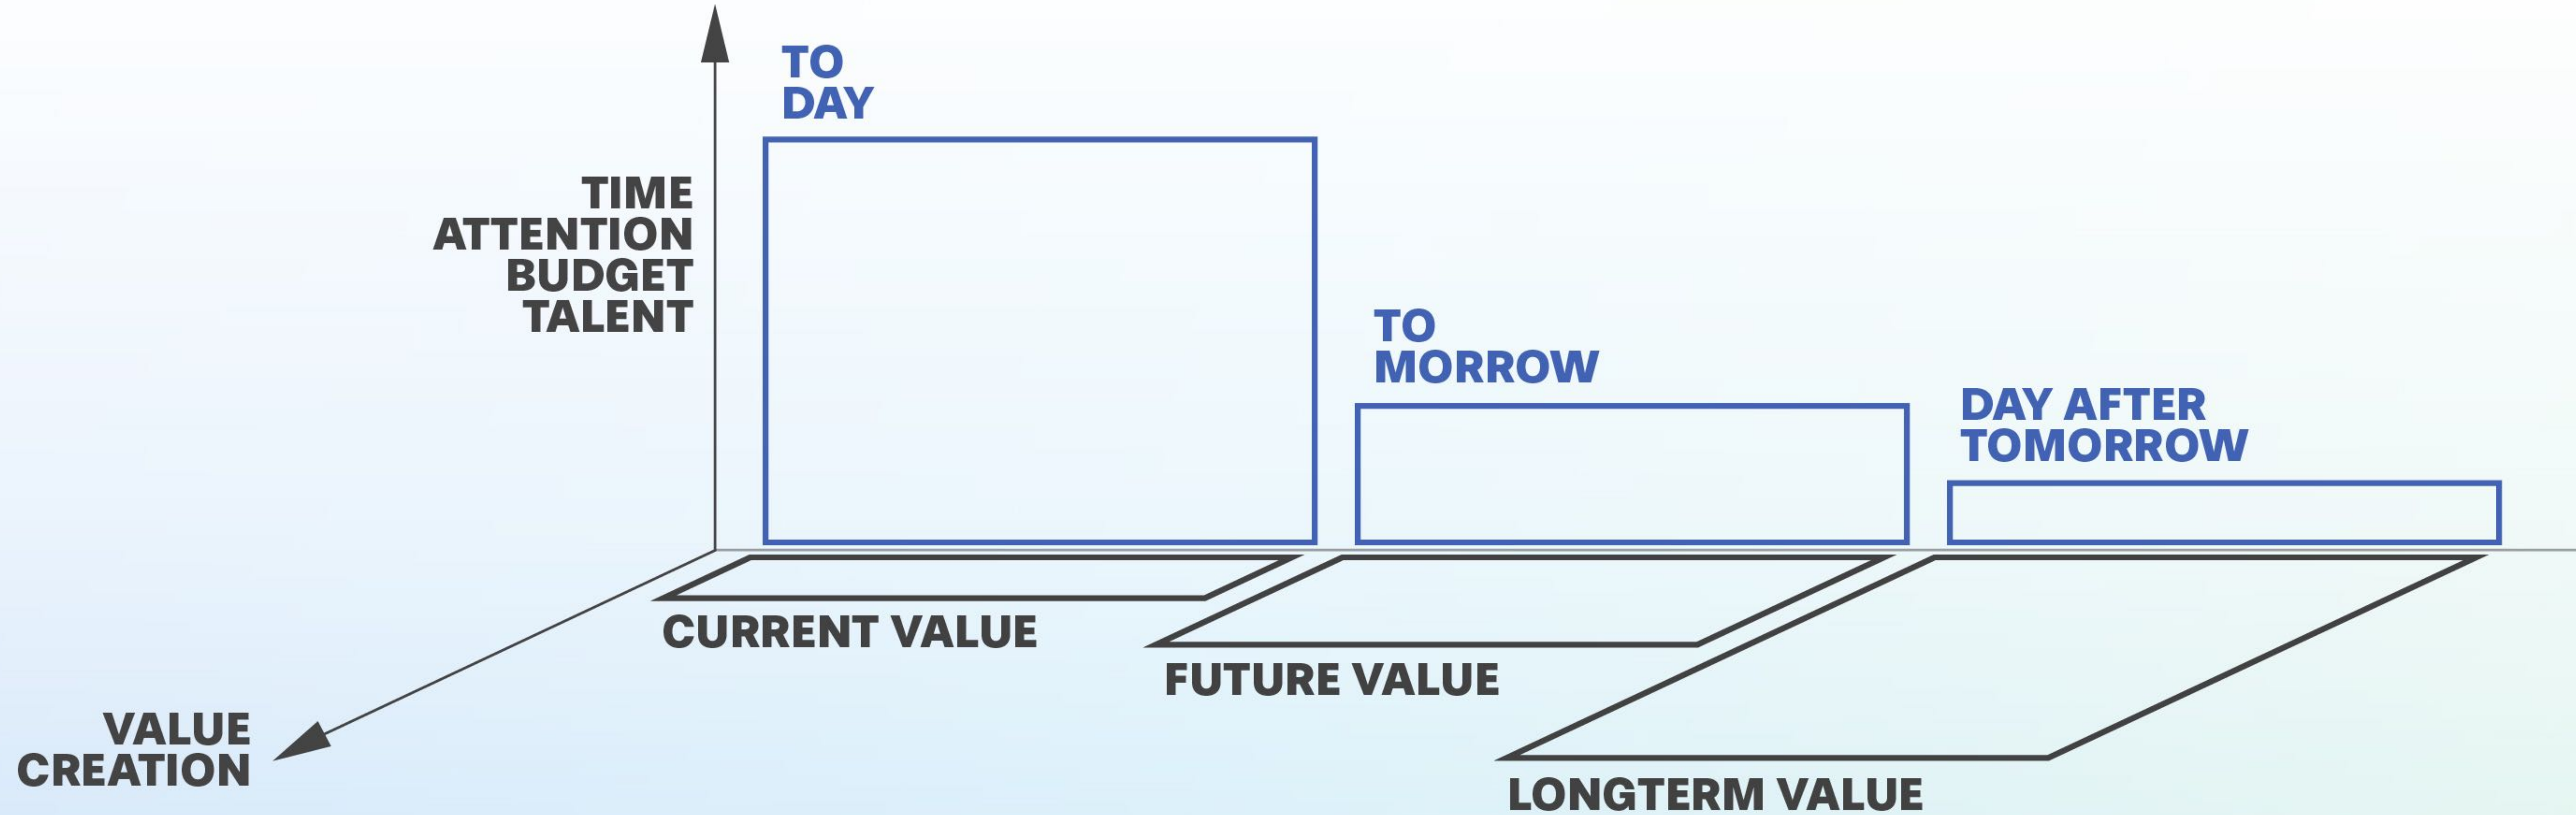 TO
DAY
TIME
ATTENTION
BUDGET
TALENT
TO
MORROW
DAY AFTER
TOMORROW
CURRENT VALUE
FUTURE VALUE
VALUE
CREATION
LONGTERM VALUE